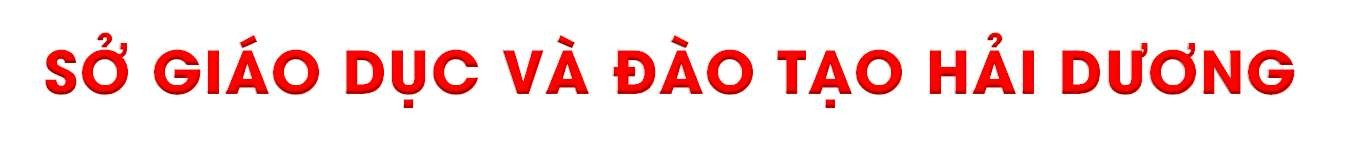 SỞ GIÁO DỤC VÀ ĐÀO TẠO HẢI DƯƠNG